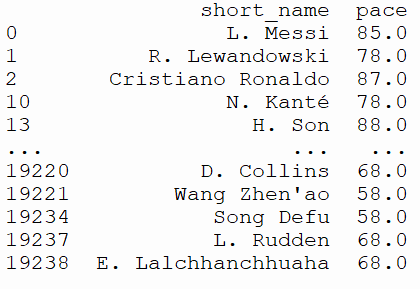 short_name pace
0 L. Messi 85.0
1 R. Lewandowski 78.0
2 Cristiano Ronaldo 87.0
10 N. Kanté 78.0
13 H. Son 88.0
... ... ...
19220 D. Collins 68.0
19221 Wang Zhen'ao 58.0
19234 Song Defu 58.0
19237 L. Rudden 68.0
19238 E. Lalchhanchhuaha 68.0